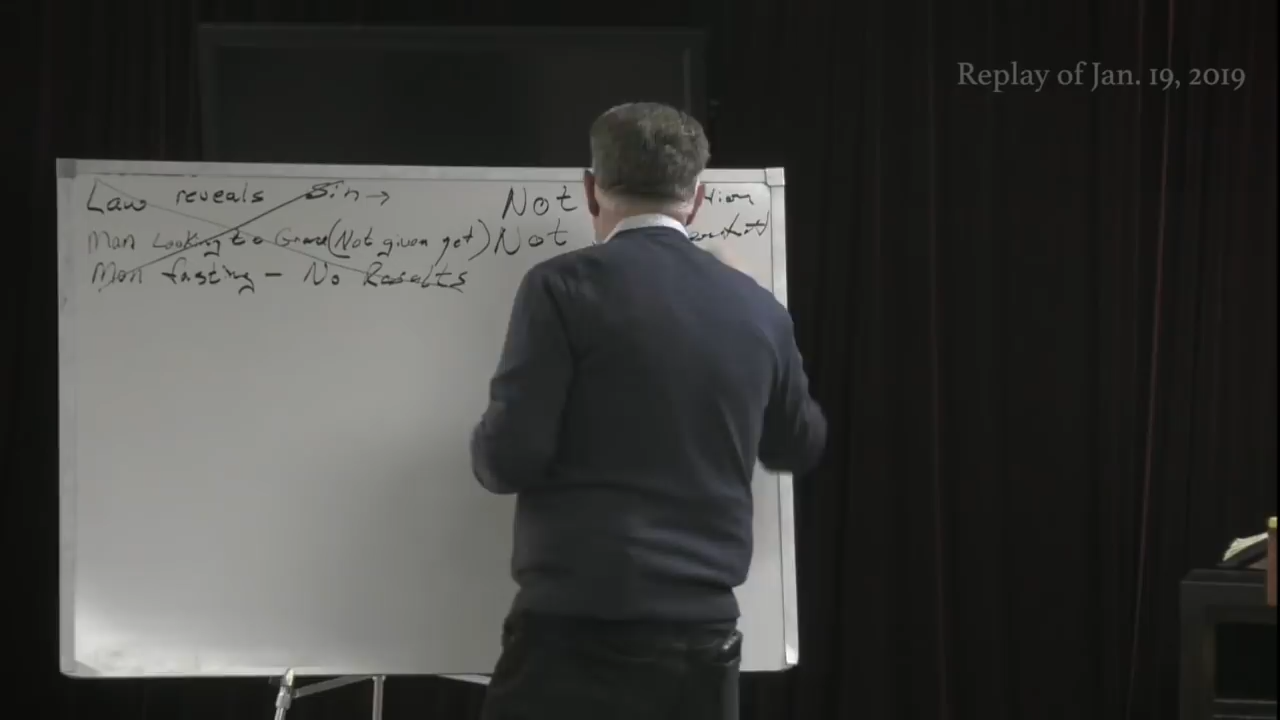 Replay of Jan. 19, 2019
Law reveals Sin → Not
Man Looking to Grace (Not given yet) Not
Man fasting - No Results